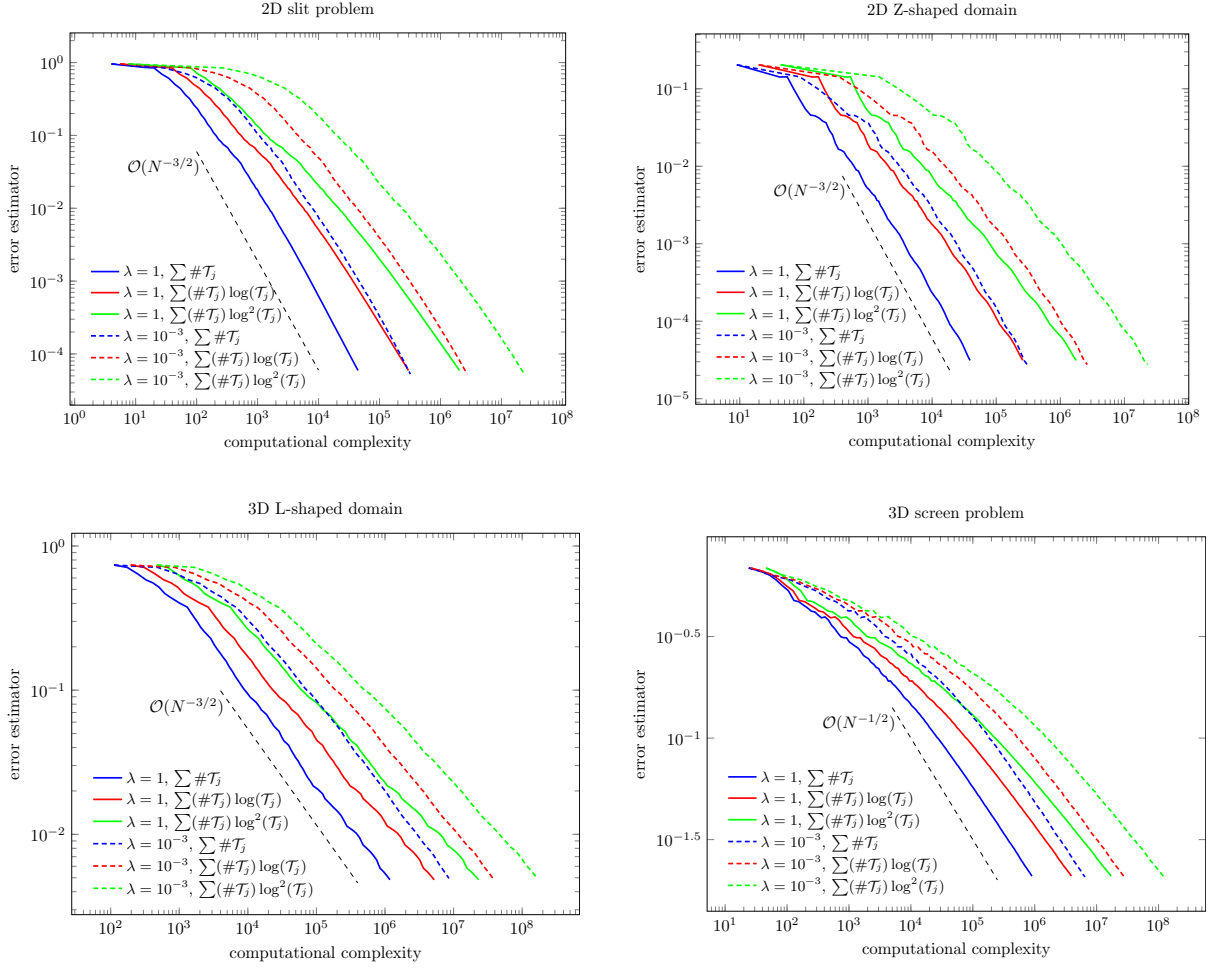 2D slit problem
10^0
10^{-1}
10^{-2}
10^{-3}
10^{-4}
error estimator
O(N^{-3/2})
λ = 1, ∑ #T_j
λ = 1, ∑(#T_j) log(T_j)
λ = 1, ∑(#T_j) log^2(T_j)
λ = 10^{-3}, ∑ #T_j
λ = 10^{-3}, ∑(#T_j) log(T_j)
λ = 10^{-3}, ∑(#T_j) log^2(T_j)
10^0 10^1 10^2 10^3 10^4 10^5 10^6 10^7 10^8
computational complexity
2D Z-shaped domain
10^{-1}
10^{-2}
10^{-3}
10^{-4}
10^{-5}
error estimator
O(N^{-3/2})
λ = 1, ∑ #T_j
λ = 1, ∑(#T_j) log(T_j)
λ = 1, ∑(#T_j) log^2(T_j)
λ = 10^{-3}, ∑ #T_j
λ = 10^{-3}, ∑(#T_j) log(T_j)
λ = 10^{-3}, ∑(#T_j) log^2(T_j)
10^1 10^2 10^3 10^4 10^5 10^6 10^7 10^8
computational complexity
3D L-shaped domain
10^0
10^{-1}
10^{-2}
error estimator
O(N^{-3/2})
λ = 1, ∑ #T_j
λ = 1, ∑(#T_j) log(T_j)
λ = 1, ∑(#T_j) log^2(T_j)
λ = 10^{-3}, ∑ #T_j
λ = 10^{-3}, ∑(#T_j) log(T_j)
λ = 10^{-3}, ∑(#T_j) log^2(T_j)
10^2 10^3 10^4 10^5 10^6 10^7 10^8
computational complexity
3D screen problem
10^{-0.5}
10^{-1}
10^{-1.5}
error estimator
O(N^{-1/2})
λ = 1, ∑ #T_j
λ = 1, ∑(#T_j) log(T_j)
λ = 1, ∑(#T_j) log^2(T_j)
λ = 10^{-3}, ∑ #T_j
λ = 10^{-3}, ∑(#T_j) log(T_j)
λ = 10^{-3}, ∑(#T_j) log^2(T_j)
10^1 10^2 10^3 10^4 10^5 10^6 10^7 10^8
computational complexity